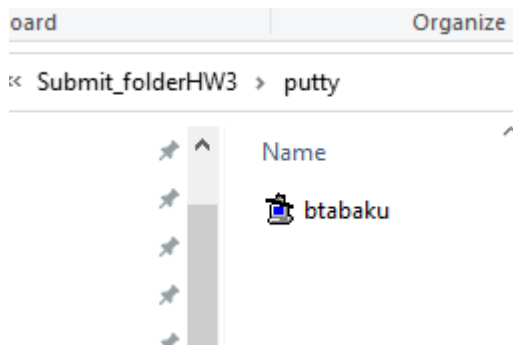 oard
Organize
« Submit_folderHW3 > putty
Name
btabaku